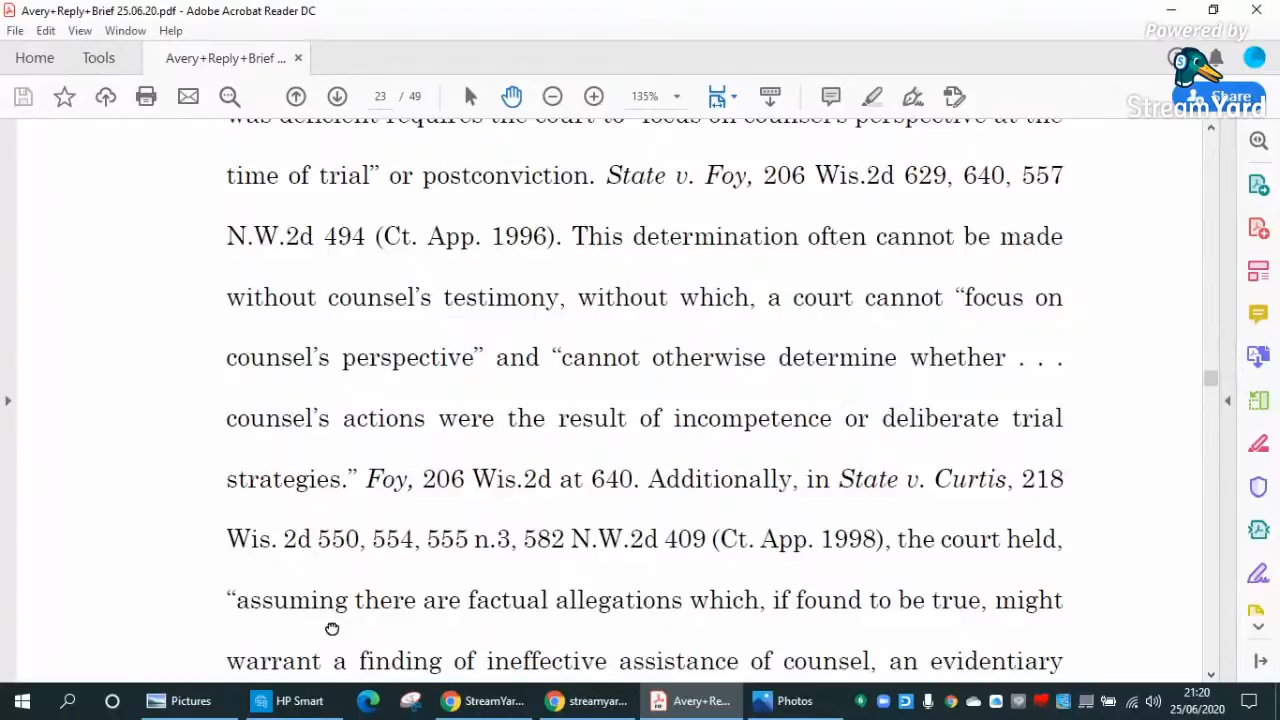 Avery+Reply+Brief 25.06.20.pdf - Adobe Acrobat Reader DC
Powered by
File Edit View Window Help
Home Tools Avery+Reply+Brief ... ×
StreamYard
Share
23 / 49 135%
time of trial” or postconviction. State v. Foy, 206 Wis.2d 629, 640, 557
N.W.2d 494 (Ct. App. 1996). This determination often cannot be made
without counsel’s testimony, without which, a court cannot “focus on
counsel’s perspective” and “cannot otherwise determine whether . . .
counsel’s actions were the result of incompetence or deliberate trial
strategies.” Foy, 206 Wis.2d at 640. Additionally, in State v. Curtis, 218
Wis. 2d 550, 554, 555 n.3, 582 N.W.2d 409 (Ct. App. 1998), the court held,
“assuming there are factual allegations which, if found to be true, might
warrant a finding of ineffective assistance of counsel, an evidentiary
Pictures HP Smart StreamYar... streamyar... Avery+Re... Photos
21:20
25/06/2020